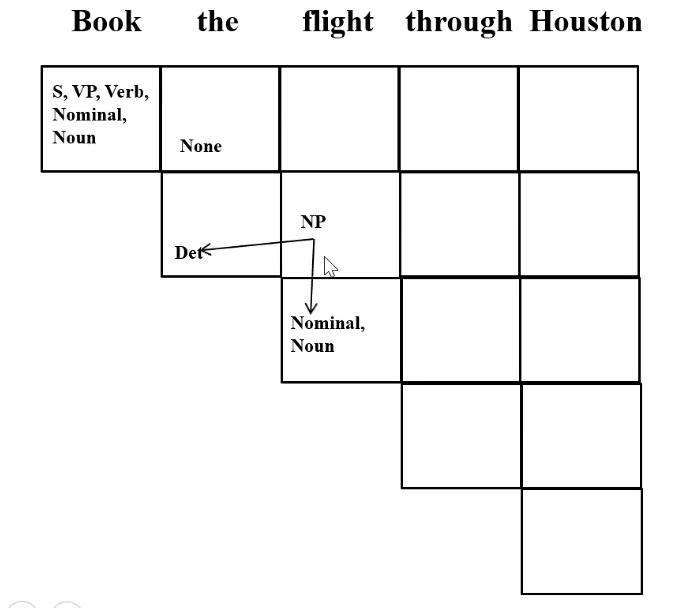 Book the flight through Houston
S, VP, Verb,
Nominal,
Noun
None
NP
Det
Nominal,
Noun